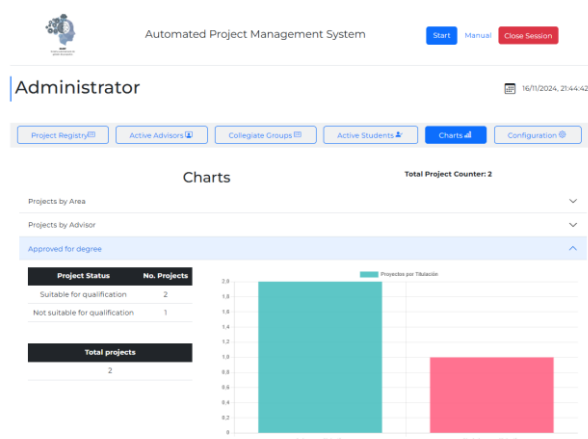 Automated Project Management System
Start
Manual
Close Session
Administrator
16/11/2024, 21:44:42
Project Registry
Active Advisors
Collegiate Groups
Active Students
Charts
Configuration
Charts
Total Project Counter: 2
Projects by Area
Projects by Advisor
Approved for degree
Project Status No. Projects
Suitable for qualification 2
Not suitable for qualification 1
Total projects
2
Proyectos por Titulación
2,0
1,8
1,6
1,4
1,2
1,0
0,8
0,6
0,4
0,2
0